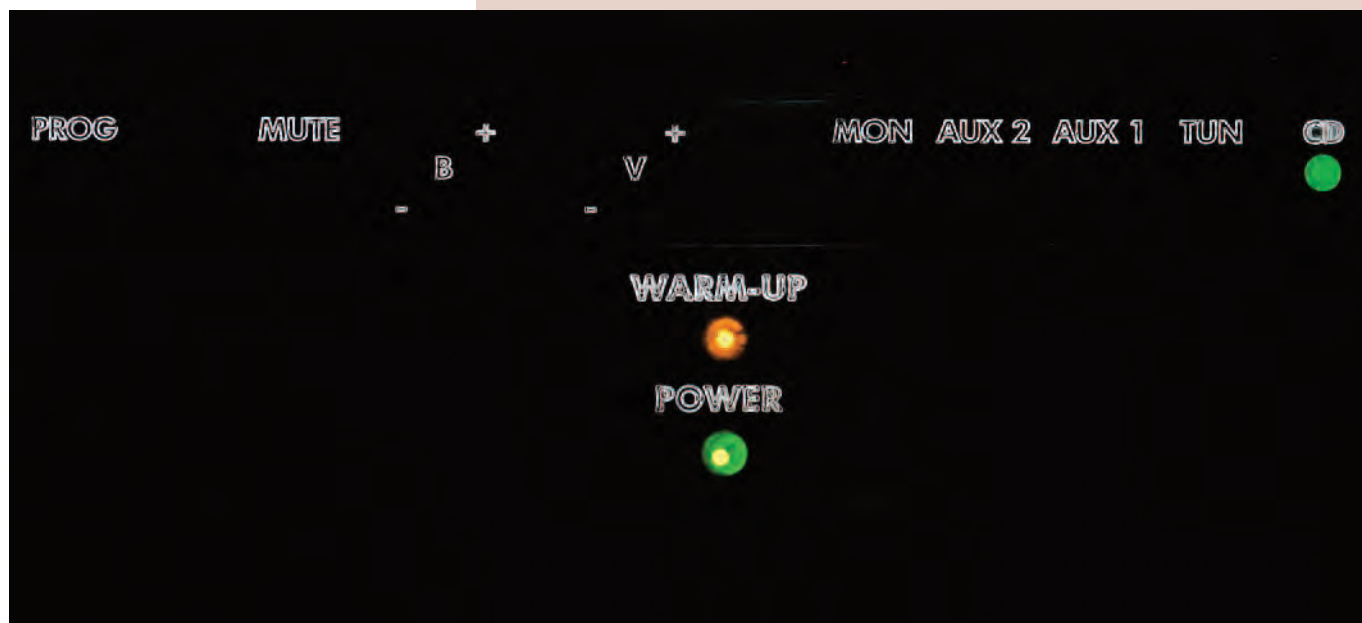 PROG MUTE + + MON AUX 2 AUX 1 TUN CD
B V
- -
WARM-UP
POWER